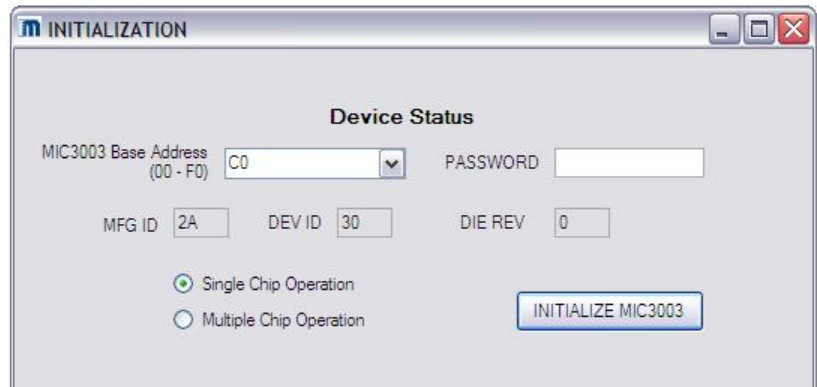 INITIALIZATION
Device Status
MIC3003 Base Address
(00 - F0)
C0
PASSWORD
MFG ID 2A DEV ID 30 DIE REV 0
Single Chip Operation
Multiple Chip Operation
INITIALIZE MIC3003